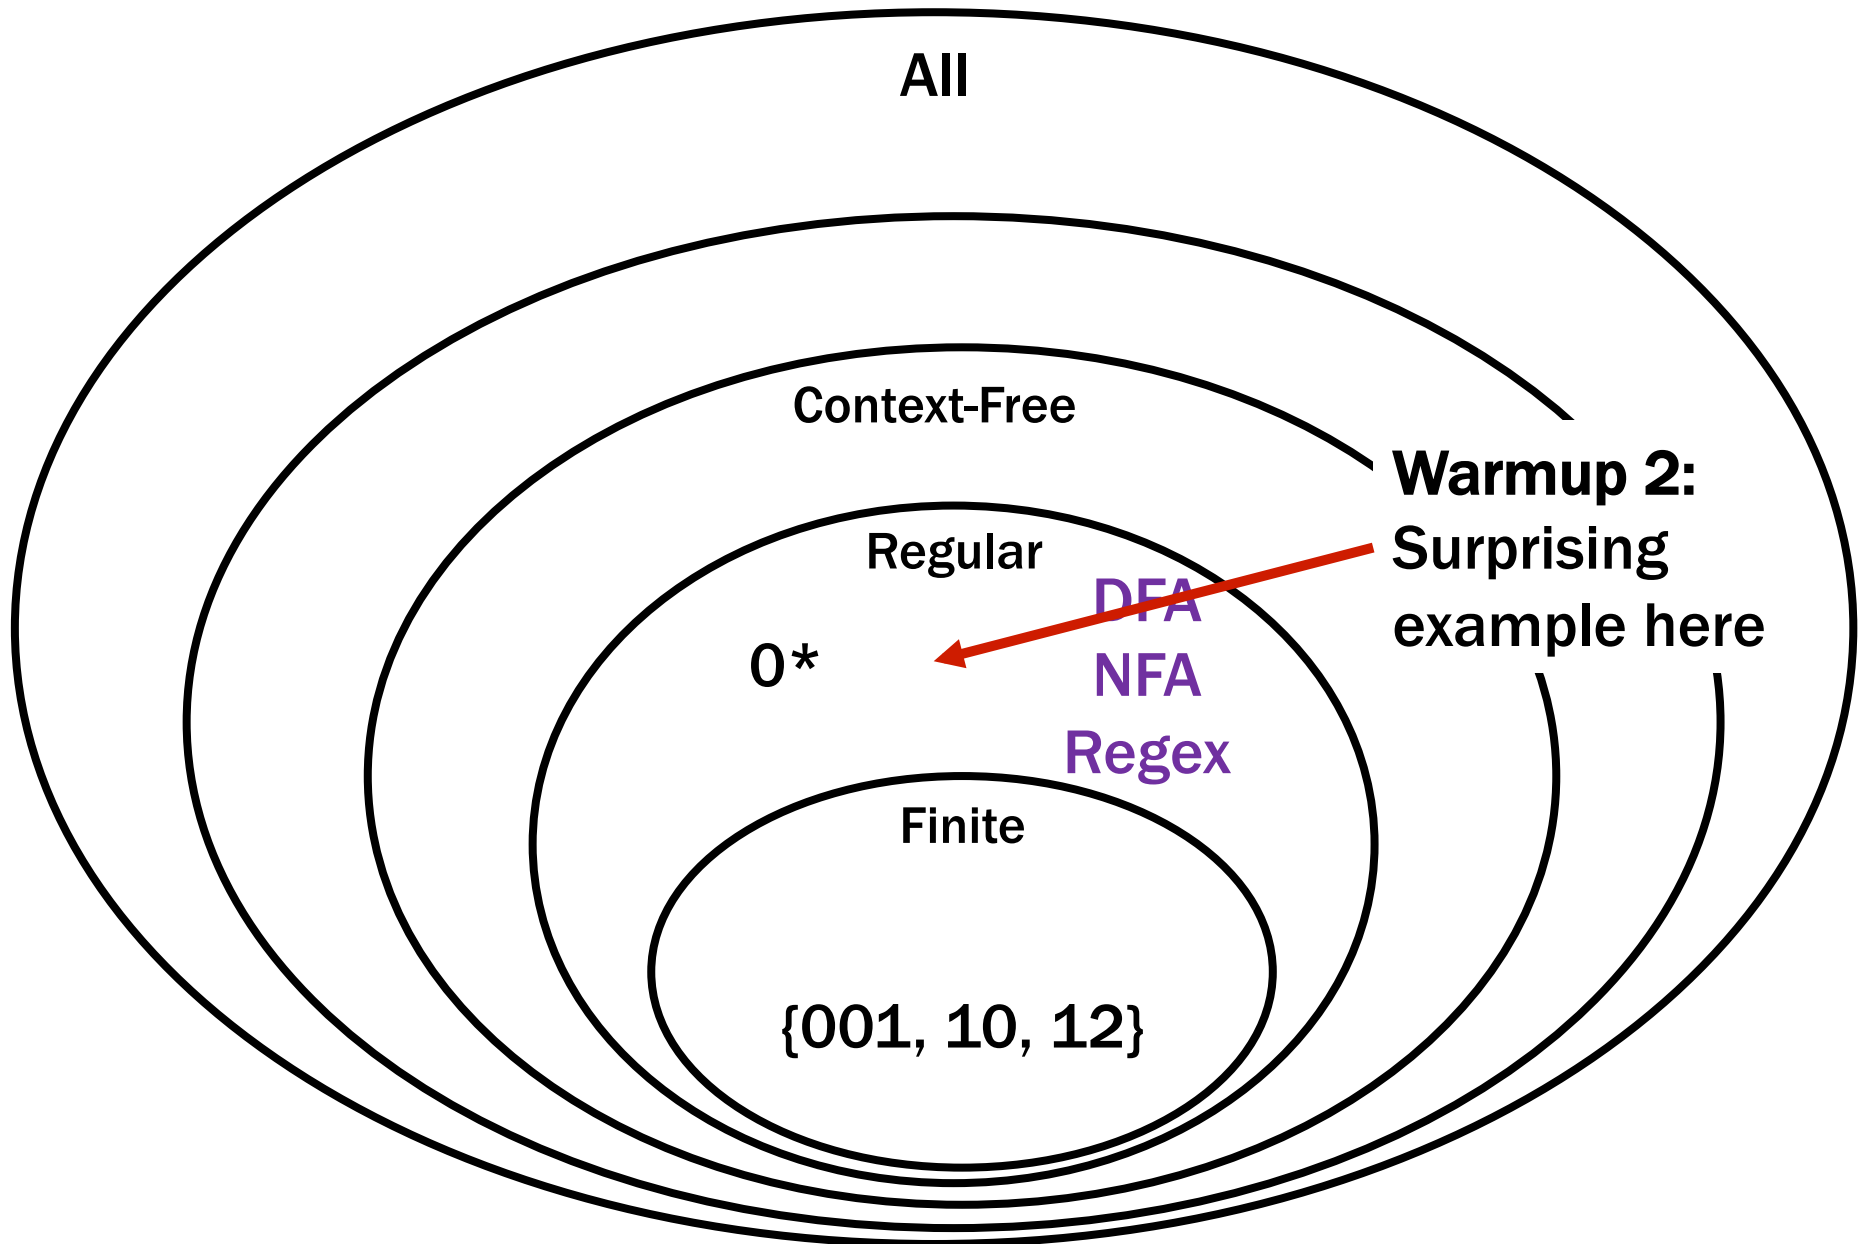 All
Context-Free
Warmup 2:
Surprising
example here
Regular
DFA
NFA
Regex
0*
Finite
{001, 10, 12}